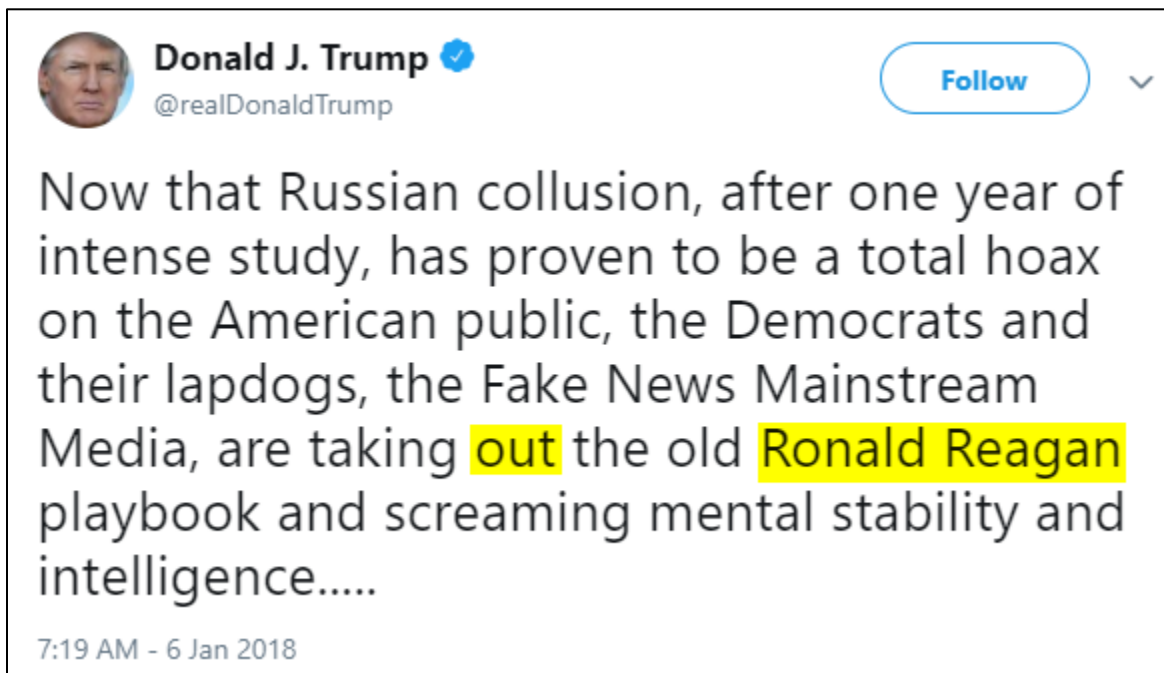 Donald J. Trump
@realDonaldTrump
Follow
Now that Russian collusion, after one year of
intense study, has proven to be a total hoax
on the American public, the Democrats and
their lapdogs, the Fake News Mainstream
Media, are taking out the old Ronald Reagan
playbook and screaming mental stability and
intelligence.....
7:19 AM - 6 Jan 2018